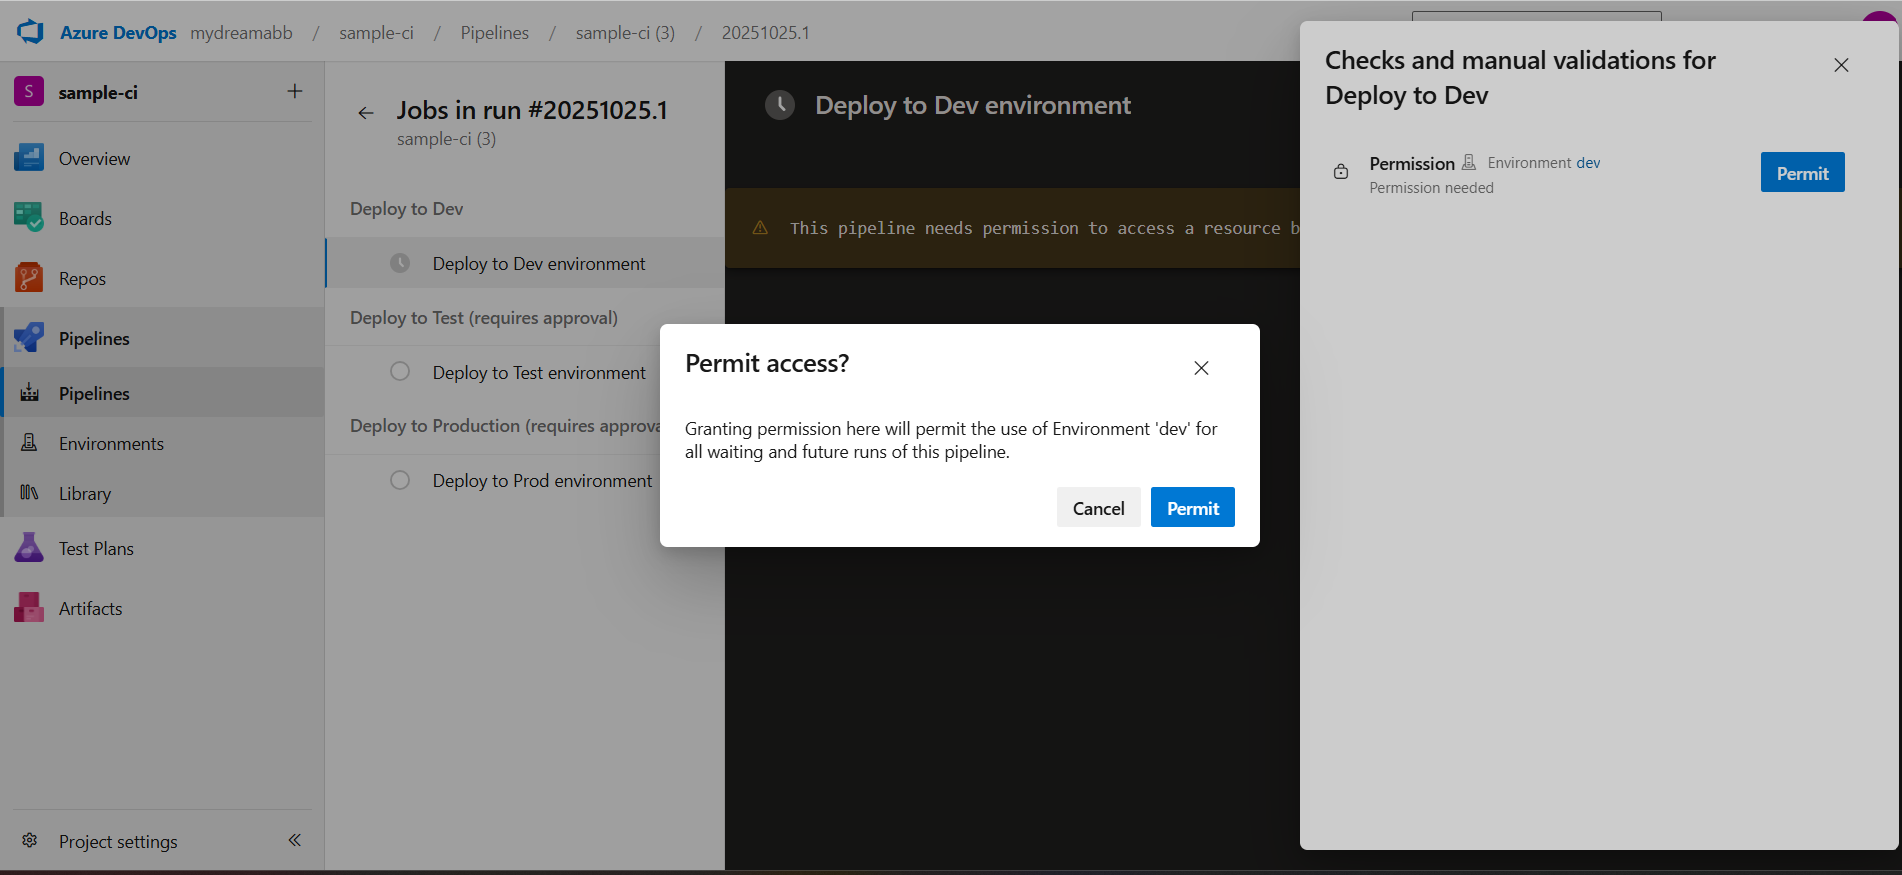 Azure DevOps mydreamabb / sample-ci / Pipelines / sample-ci (3) / 20251025.1
S sample-ci
Overview
Boards
Repos
Pipelines
Pipelines
Environments
Library
Test Plans
Artifacts
Project settings
Jobs in run #20251025.1
sample-ci (3)
Deploy to Dev
Deploy to Dev environment
Deploy to Test (requires approval)
Deploy to Test environment
Deploy to Production (requires approva
Deploy to Prod environment
Deploy to Dev environment
This pipeline needs permission to access a resource b
Permit access?
Granting permission here will permit the use of Environment 'dev' for
all waiting and future runs of this pipeline.
Cancel
Permit
Checks and manual validations for
Deploy to Dev
Permission Environment dev
Permission needed
Permit